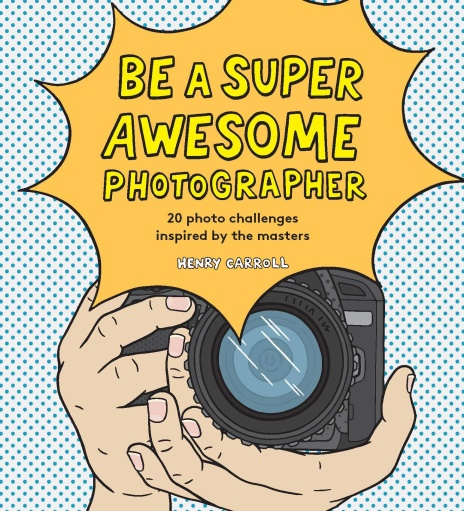 BE A SUPER
AWESOME
PHOTOGRAPHER
20 photo challenges
inspired by the masters
HENRY CARROLL